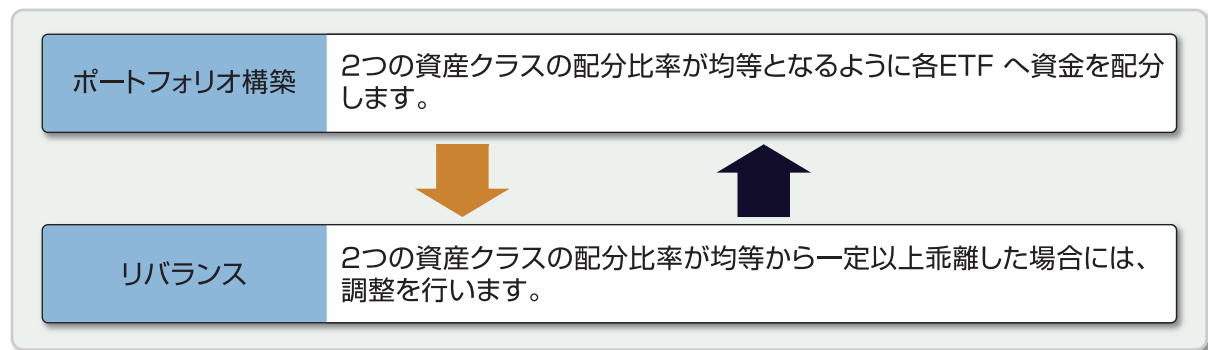 ポートフォリオ構築
2つの資産クラスの配分比率が均等となるように各ETF へ資金を配分
します。
リバランス
2つの資産クラスの配分比率が均等から一定以上乖離した場合には、
調整を行います。